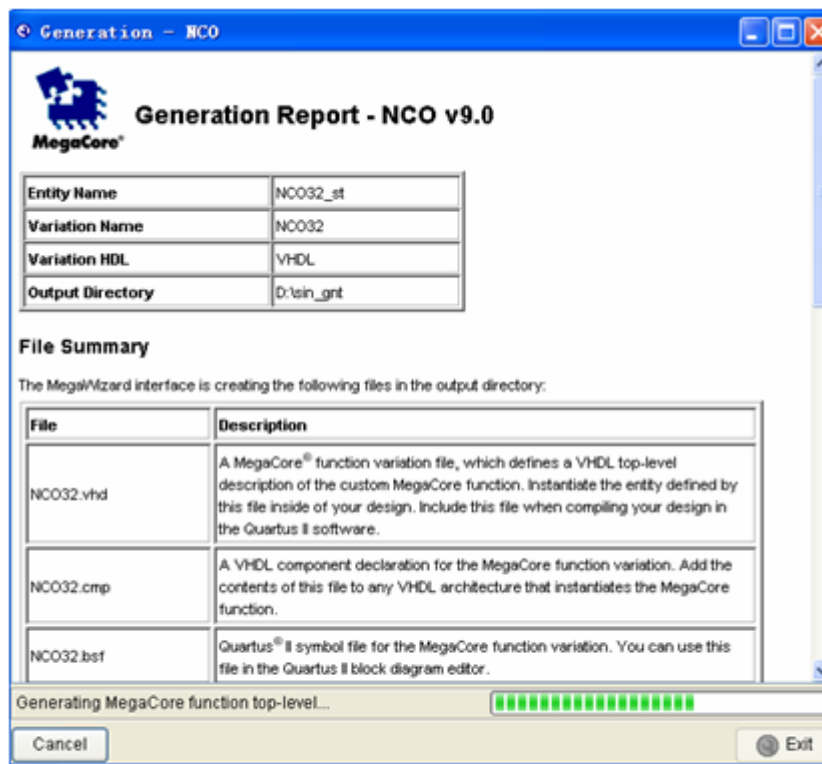 Generation - NCO
MegaCore®
Generation Report - NCO v9.0
Entity Name NCO32_st
Variation Name NCO32
Variation HDL VHDL
Output Directory D:\sin_gnt
File Summary
The MegaWizard interface is creating the following files in the output directory:
File Description
NCO32.vhd
A MegaCore® function variation file, which defines a VHDL top-level
description of the custom MegaCore function. Instantiate the entity defined by
this file inside of your design. Include this file when compiling your design in
the Quartus II software.
NCO32.cmp
A VHDL component declaration for the MegaCore function variation. Add the
contents of this file to any VHDL architecture that instantiates the MegaCore
function.
NCO32.bsf
Quartus® II symbol file for the MegaCore function variation. You can use this
file in the Quartus II block diagram editor.
Generating MegaCore function top-level...
Cancel Exit